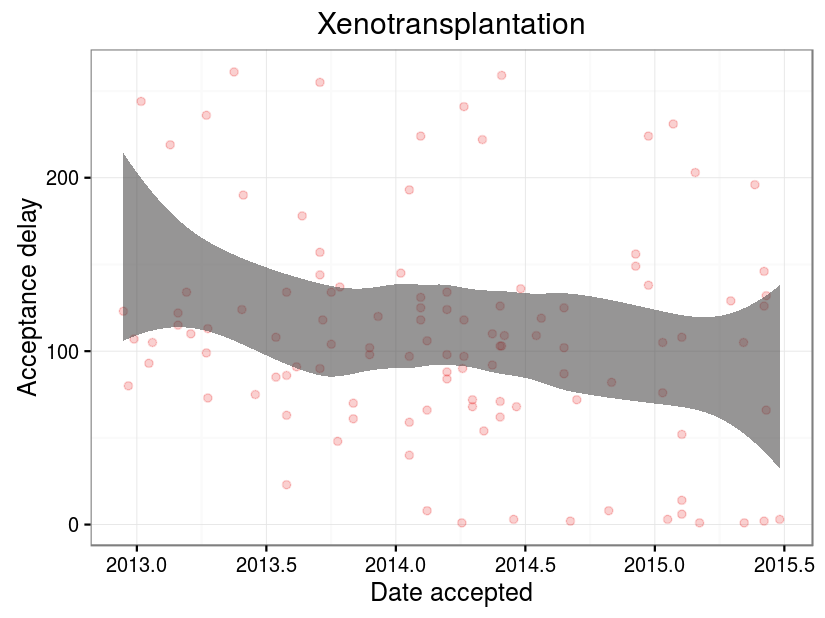 Xenotransplantation
Acceptance delay
200
100
0
2013.0 2013.5 2014.0 2014.5 2015.0 2015.5
Date accepted